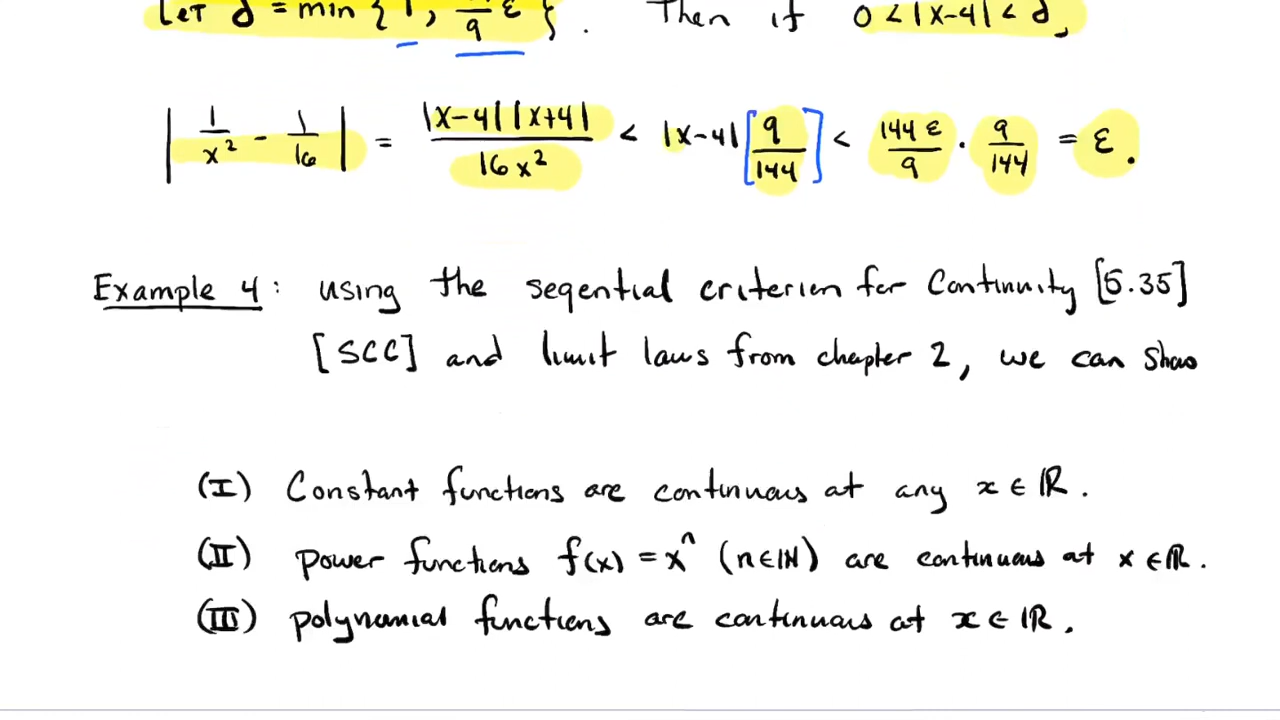 Let ∂ = min { 1, /9 ε } . Then if 0 < |x-4| < ∂,
| 1/x² - 1/16 | = |x-4||x+4| / 16x² < |x-4| [ 9/144 ] < 144 ε/9 · 9/144 = ε.
Example 4: using the seqential criterion for Continuity [5.35]
[SCC] and limit laws from chapter 2, we can show
(I) Constant functions are continuous at any x ∈ ℝ.
(II) power functions f(x) = xⁿ (n∈ℕ) are continuous at x ∈ ℝ.
(III) polynomial functions are continuous at x ∈ ℝ.